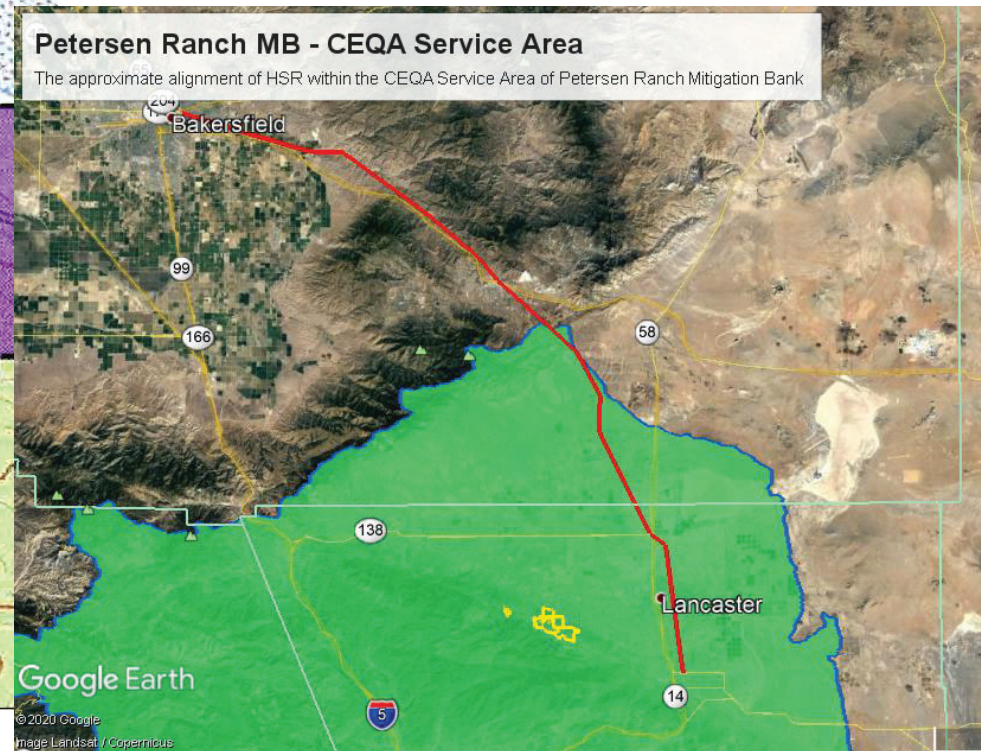 Petersen Ranch MB - CEQA Service Area
The approximate alignment of HSR within the CEQA Service Area of Petersen Ranch Mitigation Bank
204
Bakersfield
99
166
58
138
Lancaster
14
5
Google Earth
©2020 Google
mage Landsat / Copernicus